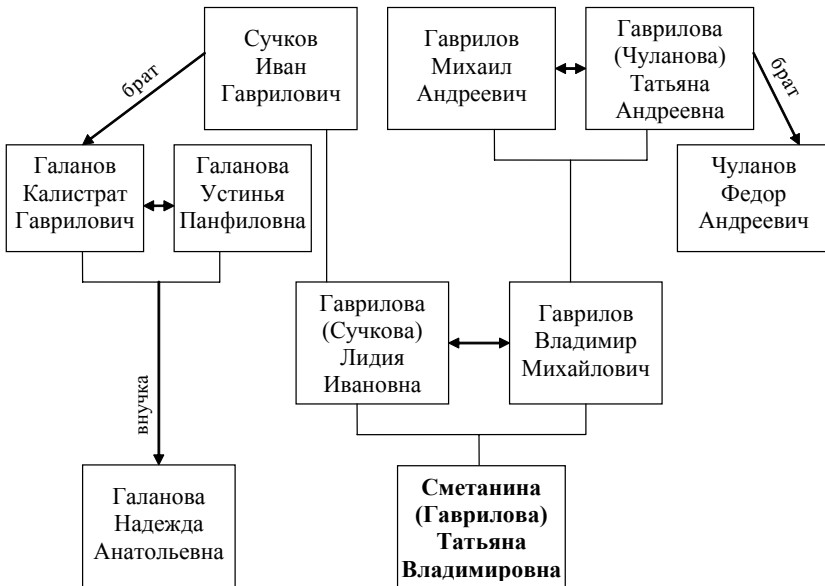 Сучков
Иван
Гаврилович
Гаврилов
Михаил
Андреевич
Гаврилова
(Чуланова)
Татьяна
Андреевна
брат
брат
Галанов
Калистрат
Гаврилович
Галанова
Устинья
Панфиловна
Чуланов
Федор
Андреевич
Гаврилова
(Сучкова)
Лидия
Ивановна
Гаврилов
Владимир
Михайлович
внучка
Галанова
Надежда
Анатольевна
Сметанина
(Гаврилова)
Татьяна
Владимировна